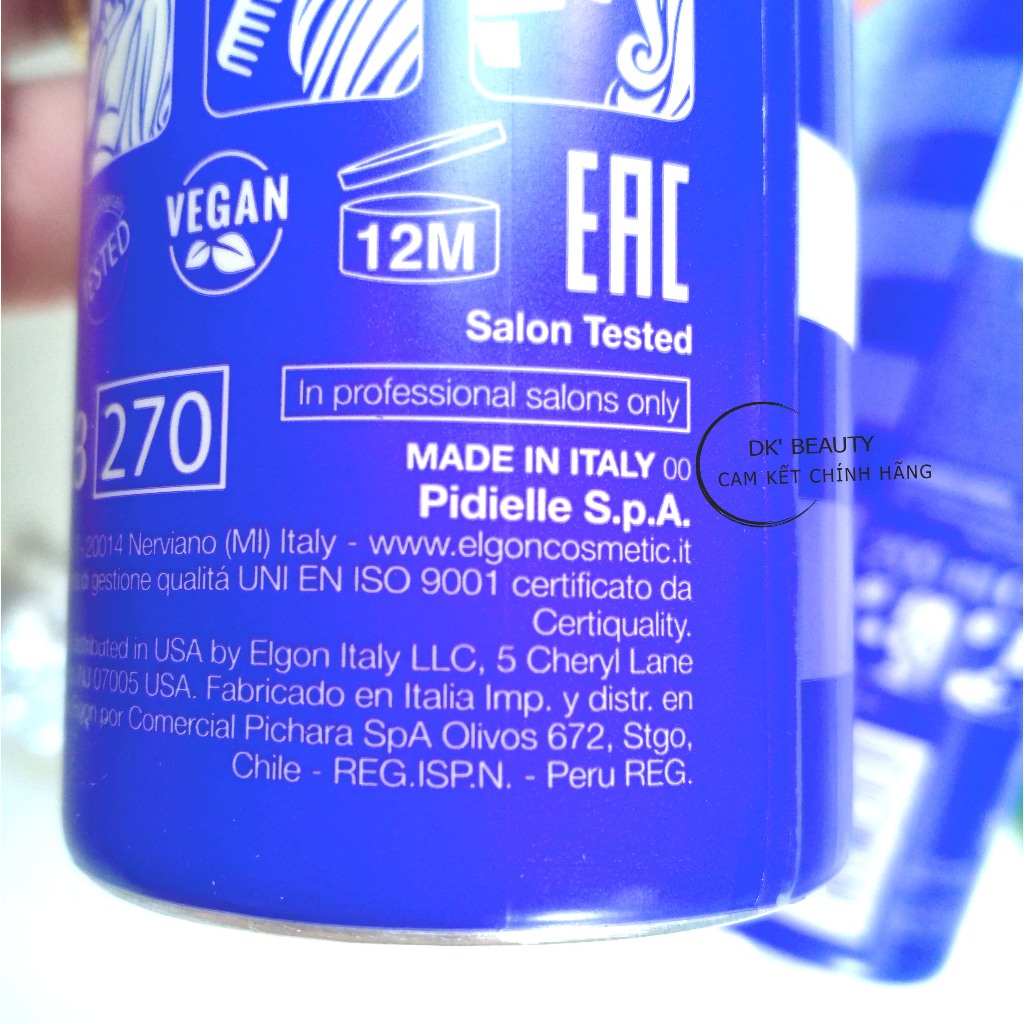 VEGAN
12M
EAC
TESTED
Salon Tested
270
In professional salons only
MADE IN ITALY 00
Pidielle S.p.A.
-20014 Nerviano (MI) Italy - www.elgoncosmetic.it
gestione qualitá UNI EN ISO 9001 certificato da
Certiquality.
distributed in USA by Elgon Italy LLC, 5 Cheryl Lane
NJ 07005 USA. Fabricado en Italia Imp. y distr. en
por Comercial Pichara SpA Olivos 672, Stgo,
Chile - REG.ISP.N. - Peru REG.
DK' BEAUTY
CAM KẾT CHÍNH HÃNG